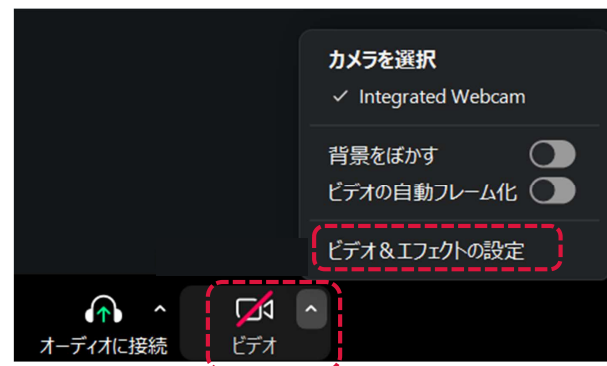 カメラを選択
Integrated Webcam
背景をぼかす
ビデオの自動フレーム化
ビデオ&エフェクトの設定
オーディオに接続
ビデオ